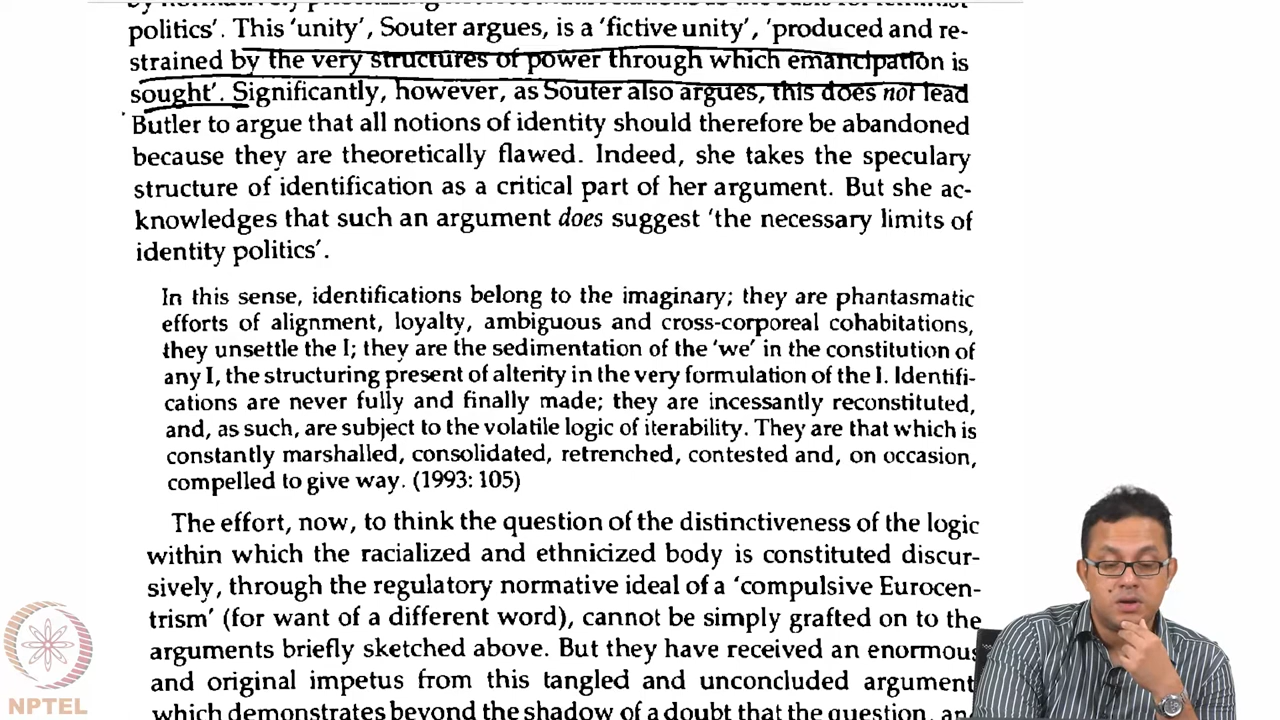 politics'. This 'unity', Souter argues, is a 'fictive unity', 'produced and re-
strained by the very structures of power through which emancipation is
sought'. Significantly, however, as Souter also argues, this does not lead
Butler to argue that all notions of identity should therefore be abandoned
because they are theoretically flawed. Indeed, she takes the speculary
structure of identification as a critical part of her argument. But she ac-
knowledges that such an argument does suggest 'the necessary limits of
identity politics'.
In this sense, identifications belong to the imaginary; they are phantasmatic
efforts of alignment, loyalty, ambiguous and cross-corporeal cohabitations,
they unsettle the I; they are the sedimentation of the 'we' in the constitution of
any I, the structuring present of alterity in the very formulation of the I. Identifi-
cations are never fully and finally made; they are incessantly reconstituted,
and, as such, are subject to the volatile logic of iterability. They are that which is
constantly marshalled, consolidated, retrenched, contested and, on occasion,
compelled to give way. (1993: 105)
The effort, now, to think the question of the distinctiveness of the logic
within which the racialized and ethnicized body is constituted discur-
sively, through the regulatory normative ideal of a 'compulsive Eurocen-
trism' (for want of a different word), cannot be simply grafted on to the
arguments briefly sketched above. But they have received an enormous
and original impetus from this tangled and unconcluded argument
which demonstrates beyond the shadow of a doubt that the question, and
NPTEL